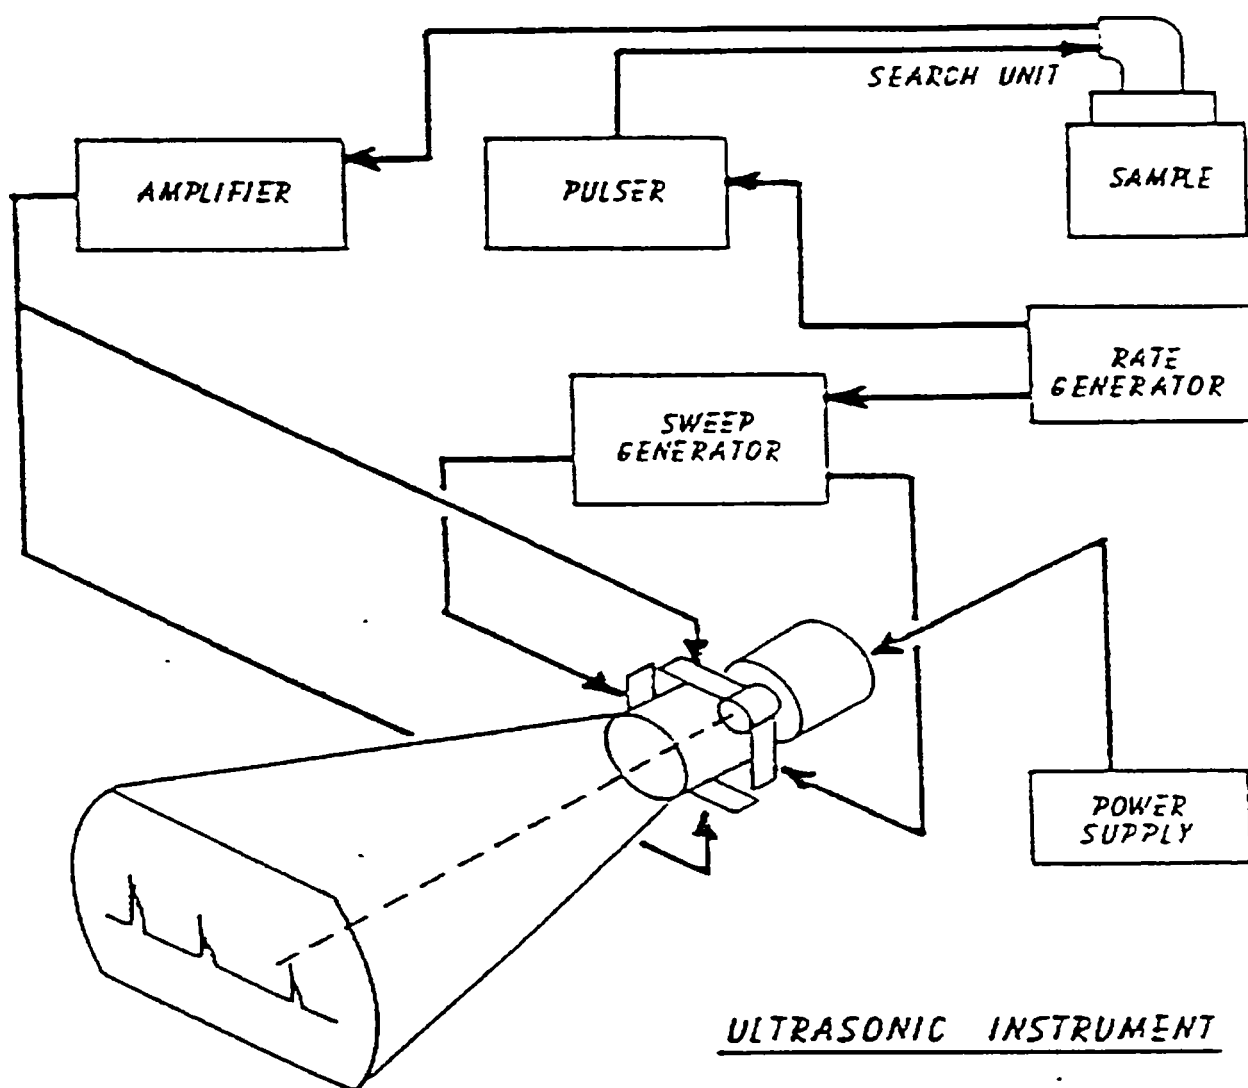 SEARCH UNIT
AMPLIFIER
PULSER
SAMPLE
RATE
GENERATOR
SWEEP
GENERATOR
POWER
SUPPLY
ULTRASONIC INSTRUMENT